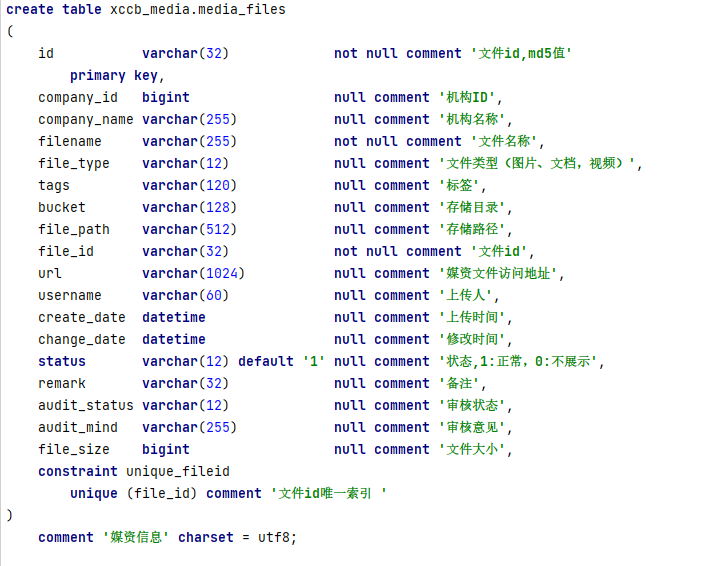 create table xccb_media.media_files
(
    id           varchar(32)             not null comment '文件id,md5值'
        primary key,
    company_id   bigint                  null comment '机构ID',
    company_name varchar(255)            null comment '机构名称',
    filename     varchar(255)            not null comment '文件名称',
    file_type    varchar(12)             null comment '文件类型（图片、文档，视频）',
    tags         varchar(120)            null comment '标签',
    bucket       varchar(128)            null comment '存储目录',
    file_path    varchar(512)            null comment '存储路径',
    file_id      varchar(32)             not null comment '文件id',
    url          varchar(1024)           null comment '媒资文件访问地址',
    username     varchar(60)             null comment '上传人',
    create_date  datetime                null comment '上传时间',
    change_date  datetime                null comment '修改时间',
    status       varchar(12) default '1' null comment '状态,1:正常，0:不展示',
    remark       varchar(32)             null comment '备注',
    audit_status varchar(12)             null comment '审核状态',
    audit_mind   varchar(255)            null comment '审核意见',
    file_size    bigint                  null comment '文件大小',
    constraint unique_fileid
        unique (file_id) comment '文件id唯一索引 '
)
    comment '媒资信息' charset = utf8;